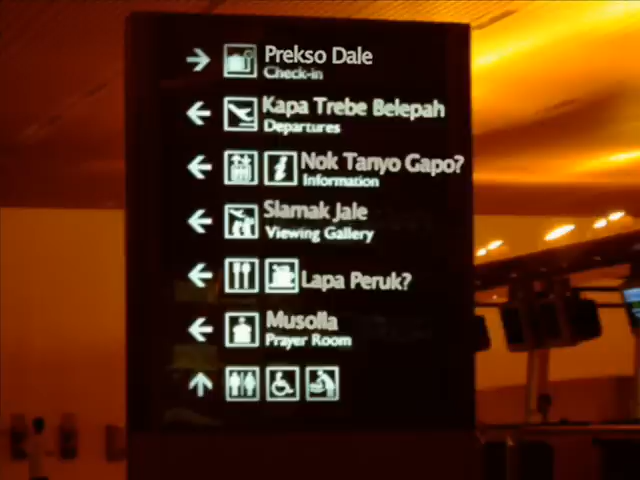 Prekso Dale
Check-in
Kapa Trebe Belepah
Departures
Nok Tanyo Gapo?
Information
Slamak Jale
Viewing Gallery
Lapa Peruk?
Musolla
Prayer Room